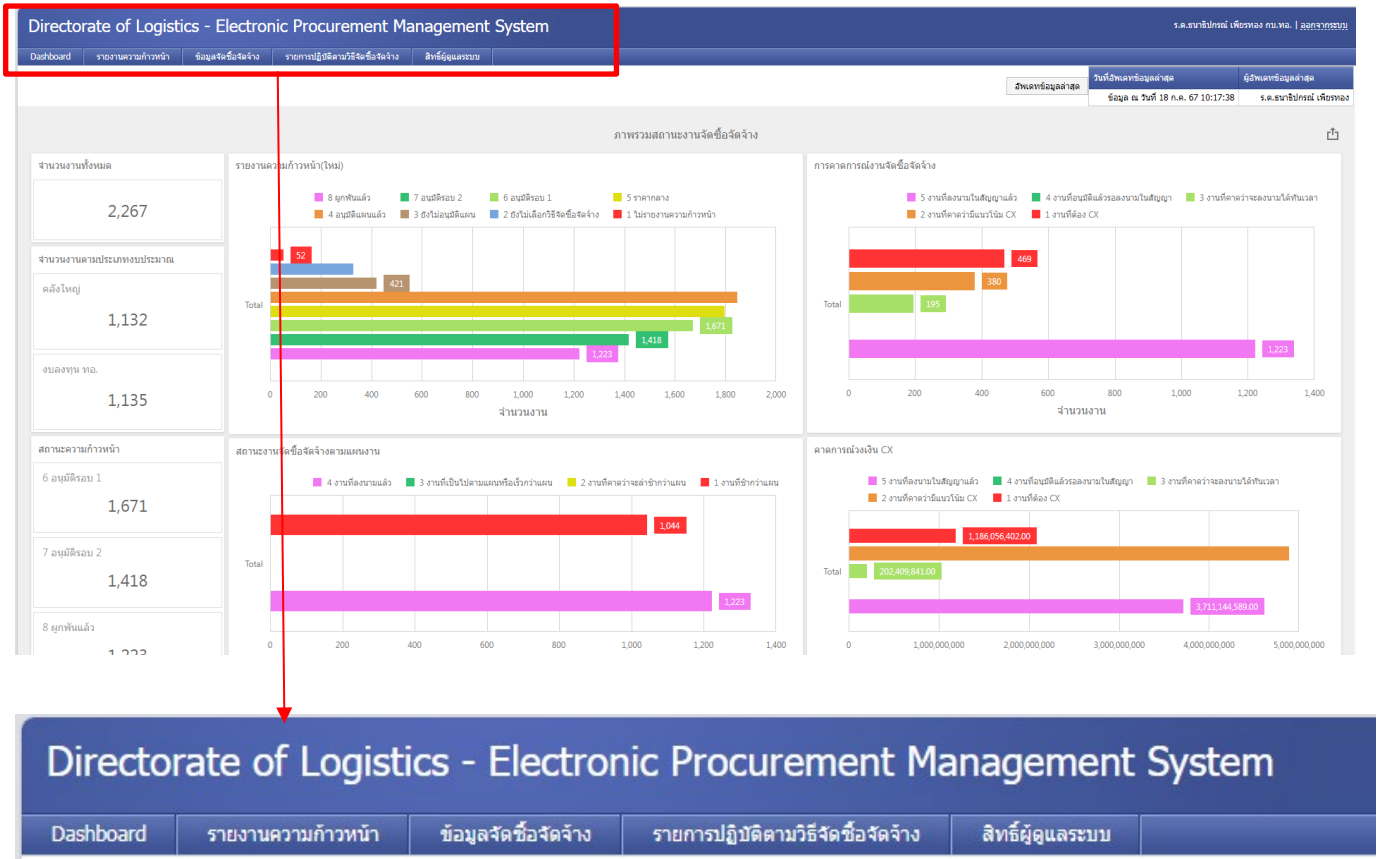 Directorate of Logistics - Electronic Procurement Management System
ร.ต.ธนาธิปกรณ์ เพียรทอง กบ.ทอ. | ออกจากระบบ
Dashboard รายงานความก้าวหน้า ข้อมูลจัดซื้อจัดจ้าง รายการปฏิบัติตามวิธีจัดซื้อจัดจ้าง สิทธิ์ผู้ดูแลระบบ
อัพเดทข้อมูลล่าสุด
วันที่อัพเดทข้อมูลล่าสุด ผู้อัพเดทข้อมูลล่าสุด
ข้อมูล ณ วันที่ 18 ก.ค. 67 10:17:38 ร.ต.ธนาธิปกรณ์ เพียรทอง
ภาพรวมสถานะงานจัดซื้อจัดจ้าง
จำนวนงานทั้งหมด
2,267
จำนวนงานตามประเภทงบประมาณ
คลังใหญ่
1,132
งบลงทุน ทอ.
1,135
สถานะความก้าวหน้า
6 อนุมัติรอบ 1
1,671
7 อนุมัติรอบ 2
1,418
8 ผูกพันแล้ว
1,223
รายงานความก้าวหน้า(ใหม่)
8 ผูกพันแล้ว 7 อนุมัติรอบ 2 6 อนุมัติรอบ 1 5 ราคากลาง
4 อนุมัติแผนแล้ว 3 ยังไม่อนุมัติแผน 2 ยังไม่เลือกวิธีจัดซื้อจัดจ้าง 1 ไม่รายงานความก้าวหน้า
52
421
Total
1,671
1,418
1,223
0 200 400 600 800 1,000 1,200 1,400 1,600 1,800 2,000
จำนวนงาน
การคาดการณ์งานจัดซื้อจัดจ้าง
5 งานที่ลงนามในสัญญาแล้ว 4 งานที่อนุมัติแล้วรอลงนามในสัญญา 3 งานที่คาดว่าจะลงนามได้ทันเวลา
2 งานที่คาดว่ามีแนวโน้ม CX 1 งานที่ต้อง CX
469
380
Total
195
1,223
0 200 400 600 800 1,000 1,200 1,400
จำนวนงาน
สถานะงานจัดซื้อจัดจ้างตามแผนงาน
4 งานที่ลงนามแล้ว 3 งานที่เป็นไปตามแผนหรือเร็วกว่าแผน 2 งานที่คาดว่าจะล่าช้ากว่าแผน 1 งานที่ช้ากว่าแผน
1,044
Total
1,223
0 200 400 600 800 1,000 1,200 1,400
คาดการณ์วงเงิน CX
5 งานที่ลงนามในสัญญาแล้ว 4 งานที่อนุมัติแล้วรอลงนามในสัญญา 3 งานที่คาดว่าจะลงนามได้ทันเวลา
2 งานที่คาดว่ามีแนวโน้ม CX 1 งานที่ต้อง CX
1,186,056,402.00
Total
202,409,841.00
3,711,144,589.00
0 1,000,000,000 2,000,000,000 3,000,000,000 4,000,000,000 5,000,000,000
Directorate of Logistics - Electronic Procurement Management System
Dashboard รายงานความก้าวหน้า ข้อมูลจัดซื้อจัดจ้าง รายการปฏิบัติตามวิธีจัดซื้อจัดจ้าง สิทธิ์ผู้ดูแลระบบ